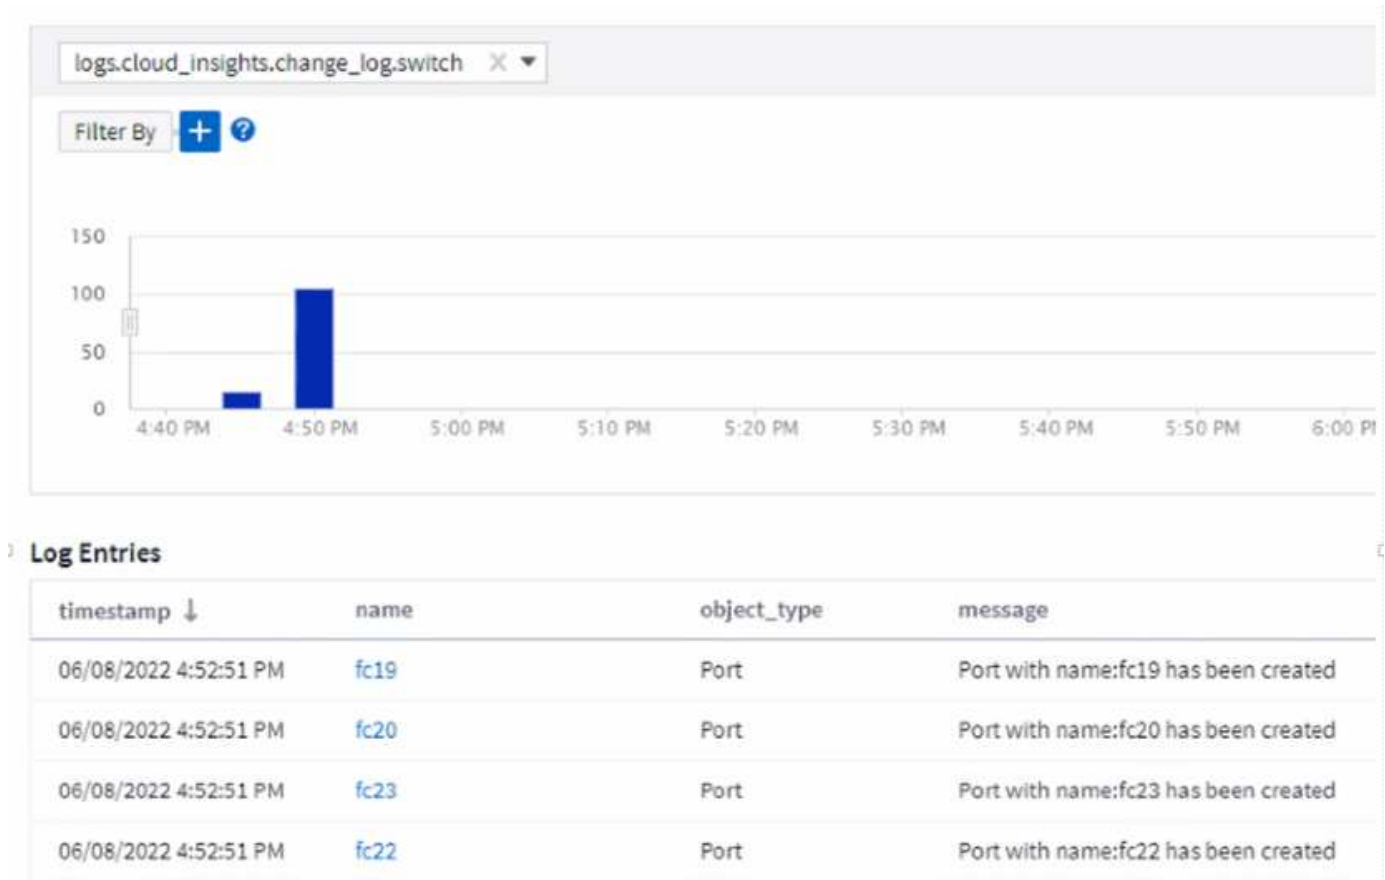 logs.cloud_insights.change_log.switch
Filter By + ?
150
100
50
0
4:40 PM 4:50 PM 5:00 PM 5:10 PM 5:20 PM 5:30 PM 5:40 PM 5:50 PM 6:00 P
Log Entries
timestamp ↓ name object_type message
06/08/2022 4:52:51 PM fc19 Port Port with name:fc19 has been created
06/08/2022 4:52:51 PM fc20 Port Port with name:fc20 has been created
06/08/2022 4:52:51 PM fc23 Port Port with name:fc23 has been created
06/08/2022 4:52:51 PM fc22 Port Port with name:fc22 has been created